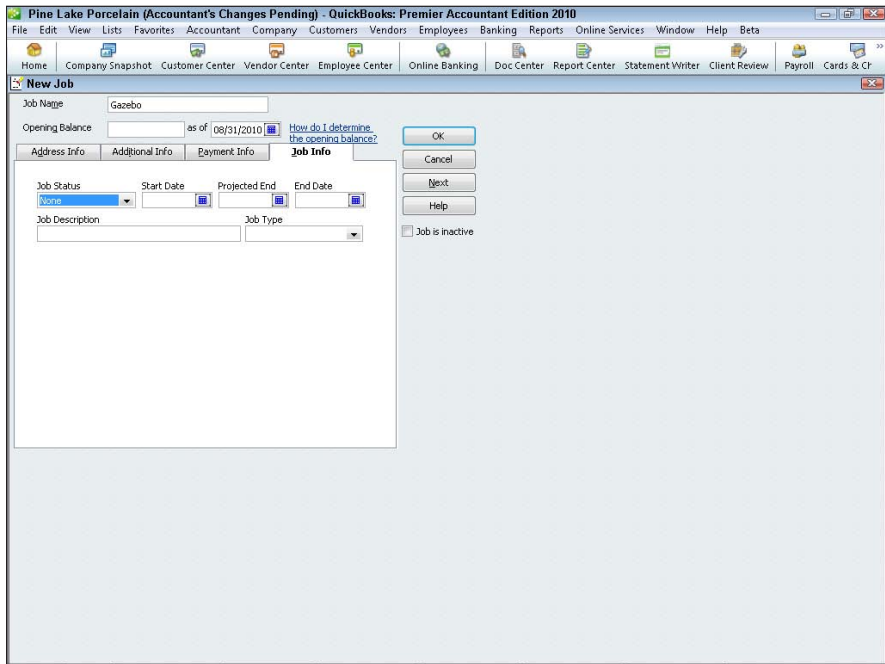 Pine Lake Porcelain (Accountant's Changes Pending) - QuickBooks: Premier Accountant Edition 2010
File Edit View Lists Favorites Accountant Company Customers Vendors Employees Banking Reports Online Services Window Help Beta
Home Company Snapshot Customer Center Vendor Center Employee Center Online Banking Doc Center Report Center Statement Writer Client Review Payroll Cards & Ch
New Job
Job Name Gazebo
Opening Balance as of 08/31/2010 How do I determine
the opening balance?
OK
Address Info Additional Info Payment Info Job Info
Cancel
Job Status Start Date Projected End End Date
Next
None
Help
Job Description Job Type
Job is inactive